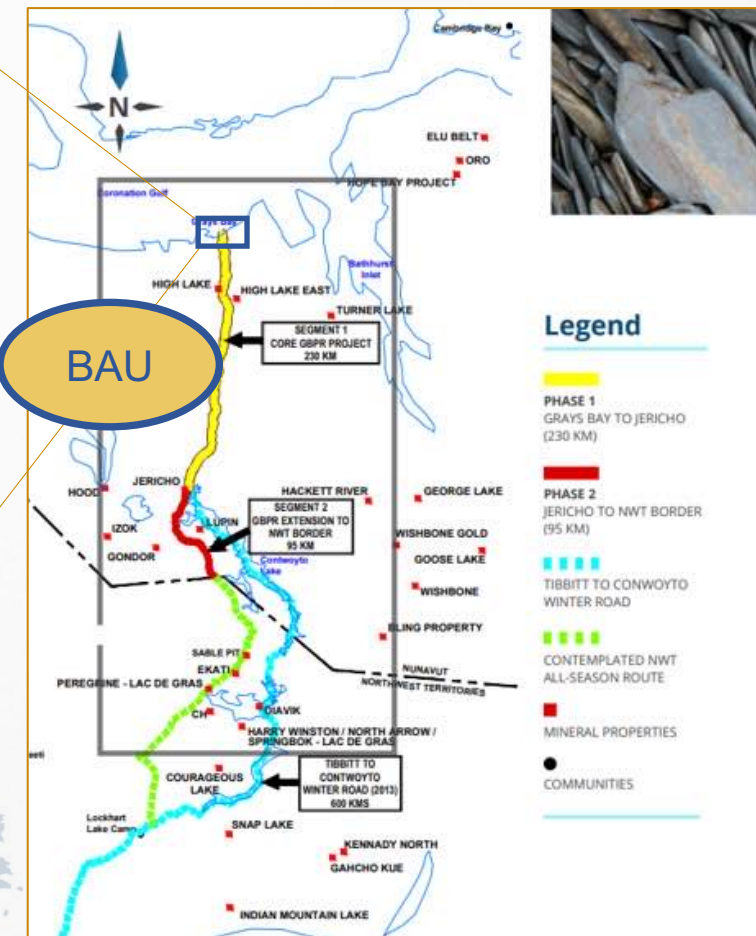 Cambridge Bay
N
ELU BELT
ORO
HOPE BAY PROJECT
Coronation Gulf
Grays Bay
Bathhurst
Inlet
HIGH LAKE
HIGH LAKE EAST
TURNER LAKE
SEGMENT 1
CORE GBPR PROJECT
230 KM
BAU
JERICHO
HOOD
HACKETT RIVER
GEORGE LAKE
SEGMENT 2
GBPR EXTENSION TO
NWT BORDER
95 KM
LUPIN
IZOK
GONDOR
WISHBONE GOLD
GOOSE LAKE
Contwoyto
Lake
WISHBONE
BLING PROPERTY
SABLE PIT
EKATI
NUNAVUT
NORTHWEST TERRITORIES
PEREGRINE - LAC DE GRAS
CH
DIAVIK
HARRY WINSTON / NORTH ARROW /
SPRINGBOK - LAC DE GRAS
TIBBITT TO
CONTWOYTO
WINTER ROAD (2013)
600 KMS
COURAGEOUS
LAKE
Lockhart
Lake Camp
SNAP LAKE
KENNADY NORTH
GAHCHO KUE
INDIAN MOUNTAIN LAKE
Legend
PHASE 1
GRAYS BAY TO JERICHO
(230 KM)
PHASE 2
JERICHO TO NWT BORDER
(95 KM)
TIBBITT TO CONWOYTO
WINTER ROAD
CONTEMPLATED NWT
ALL-SEASON ROUTE
MINERAL PROPERTIES
COMMUNITIES